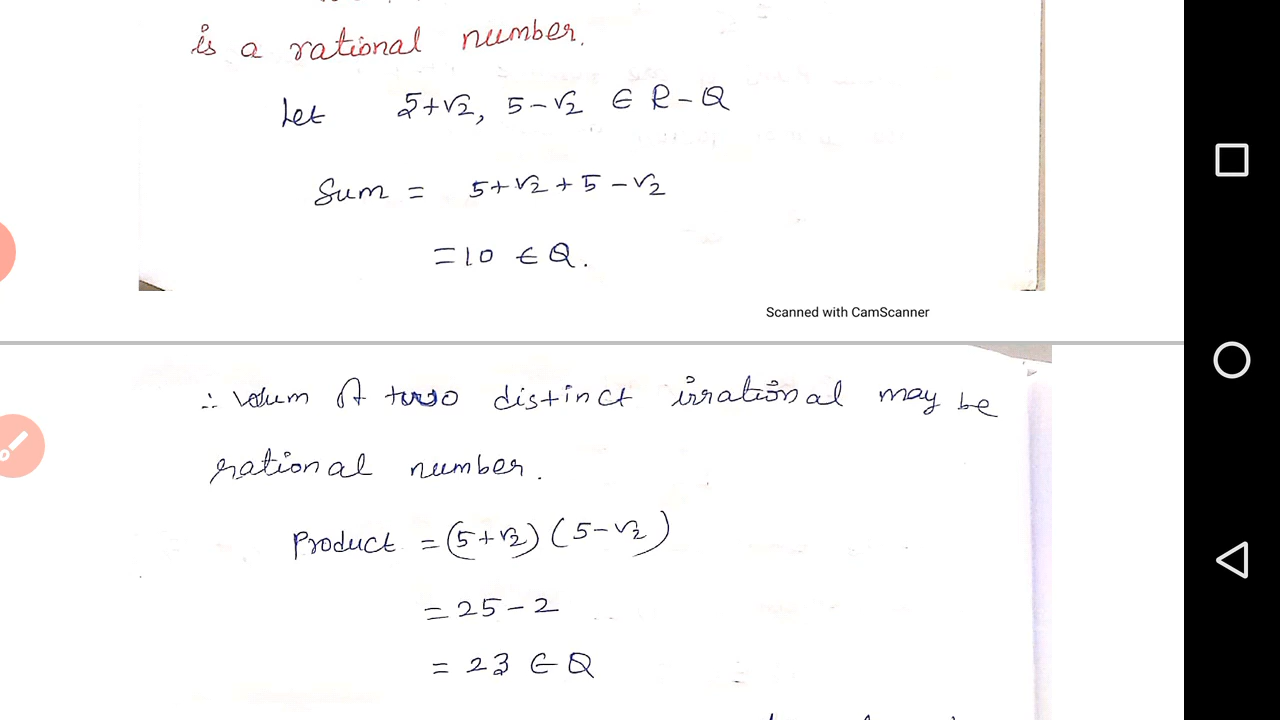 is a rational number.
Let 5+√2, 5-√2 ∈ R-Q
Sum = 5+√2+5-√2
=10 ∈ Q.
Scanned with CamScanner
∴ sum of two distinct irrational may be
rational number.
Product = (5+√2) (5-√2)
= 25-2
= 23 ∈ Q